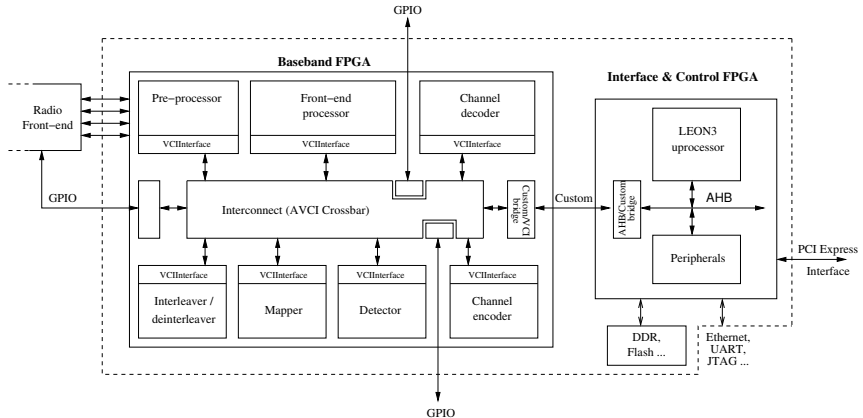 GPIO
Baseband FPGA
Interface & Control FPGA
Radio
Front-end
Pre-processor
VCIInterface
Front-end
processor
VCIInterface
Channel
decoder
VCIInterface
LEON3
uprocessor
GPIO
Interconnect (AVCI Crossbar)
Custom/VCI
bridge
Custom
AHB/Custom
bridge
AHB
VCIInterface
Interleaver /
deinterleaver
VCIInterface
Mapper
VCIInterface
Detector
VCIInterface
Channel
encoder
Peripherals
PCI Express
Interface
DDR,
Flash ...
Ethernet,
UART,
JTAG ...
GPIO